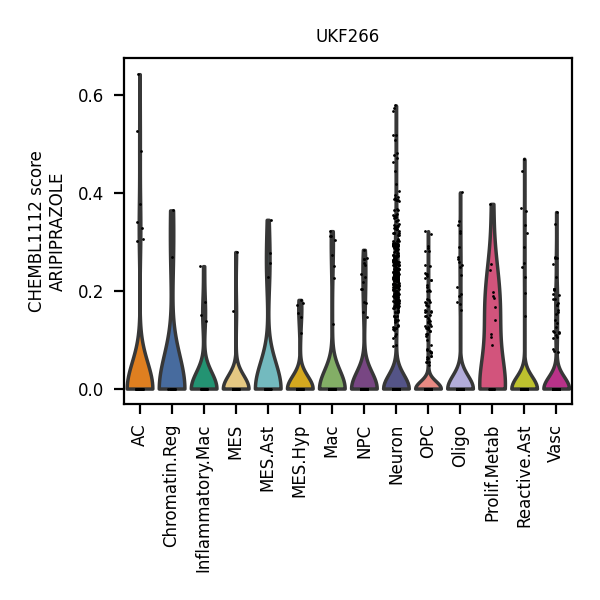 UKF266
CHEMBL1112 score
ARIPIPRAZOLE
0.6
0.4
0.2
0.0
AC
Chromatin.Reg
Inflammatory.Mac
MES
MES.Ast
MES.Hyp
Mac
NPC
Neuron
OPC
Oligo
Prolif.Metab
Reactive.Ast
Vasc